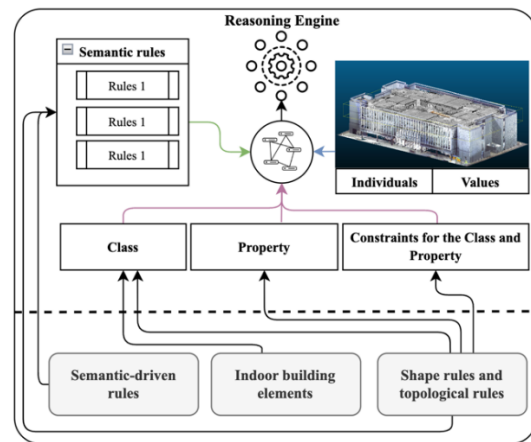 Reasoning Engine
Semantic rules
Rules 1
Rules 1
Rules 1
Individuals
Values
Class
Property
Constraints for the Class and
Property
Semantic-driven
rules
Indoor building
elements
Shape rules and
topological rules